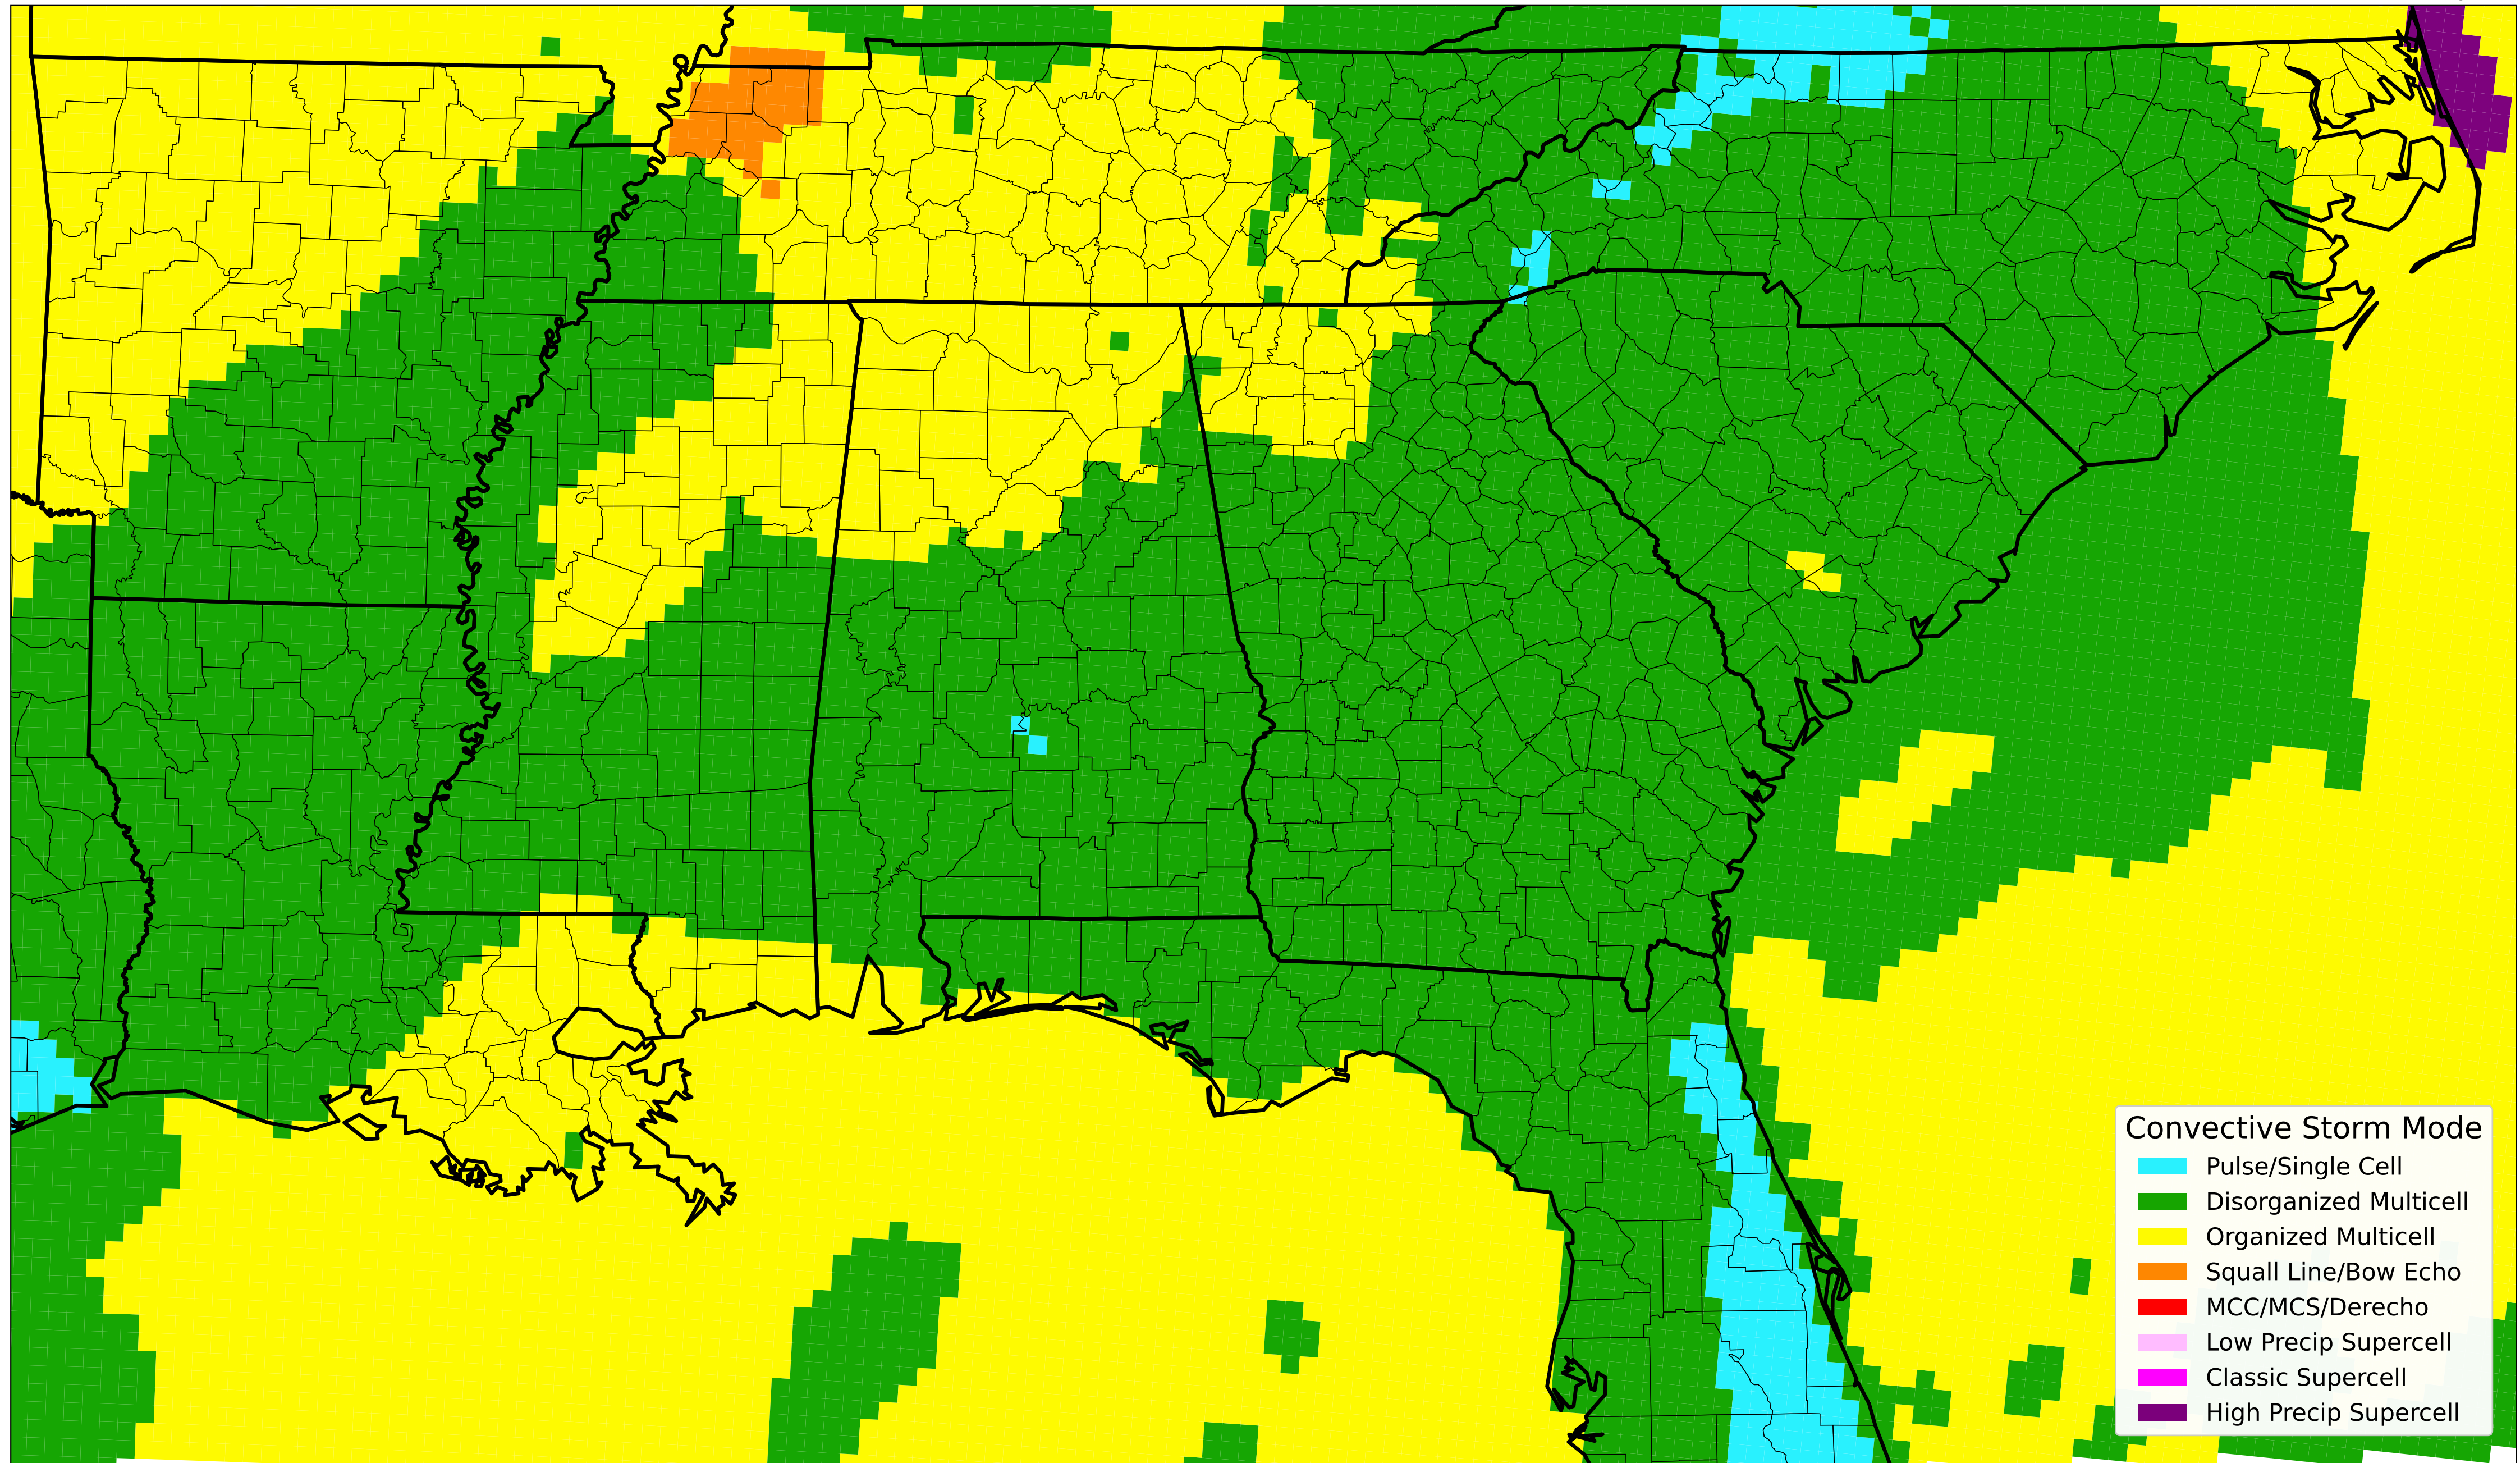 Convective Storm Mode
Pulse/Single Cell
Disorganized Multicell
Organized Multicell
Squall Line/Bow Echo
MCC/MCS/Derecho
Low Precip Supercell
Classic Supercell
High Precip Supercell